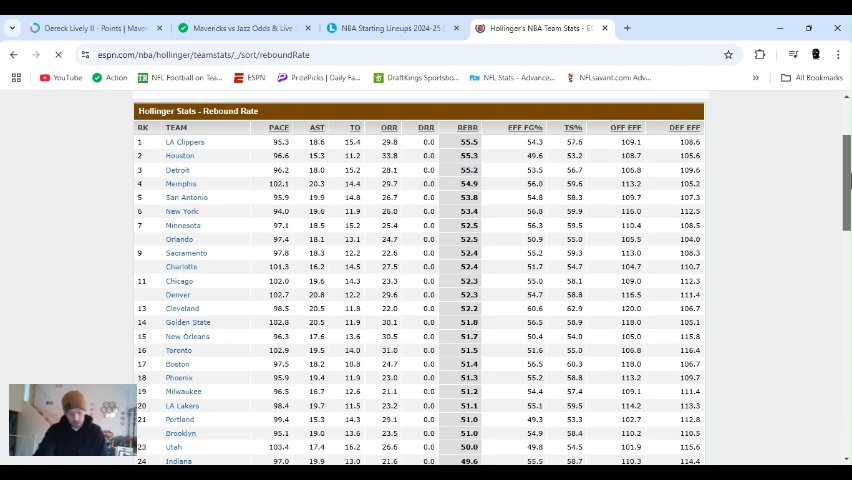 Dereck Lively II - Points | Maver
Mavericks vs Jazz Odds & Live
NBA Starting Lineups 2024-25
Hollinger's NBA Team Stats - ES
espn.com/nba/hollinger/teamstats/_/sort/reboundRate
YouTube Action NFL Football on Tea... ESPN PrizePicks | Daily Fa... DraftKings Sportsbo... NFL Stats - Advance... NFLsavant.com: Adv... » All Bookmarks
Hollinger Stats - Rebound Rate
RK TEAM PACE AST TO ORR DRR REBR EFF FG% TS% OFF EFF DEF EFF
1 LA Clippers 95.3 18.6 15.4 29.8 0.0 55.5 54.3 57.6 109.1 108.6
2 Houston 96.6 15.3 11.2 33.8 0.0 55.3 49.6 53.2 108.7 105.6
3 Detroit 96.2 18.0 15.2 28.1 0.0 55.2 53.5 56.7 106.8 109.6
4 Memphis 102.1 20.3 14.4 29.7 0.0 54.9 56.0 59.6 113.2 105.2
5 San Antonio 95.9 19.9 14.8 26.7 0.0 53.8 54.8 58.3 109.7 107.3
6 New York 94.0 19.6 11.9 26.0 0.0 53.4 56.8 59.9 116.0 112.5
7 Minnesota 97.1 18.5 15.2 25.4 0.0 52.5 56.3 59.5 110.4 108.5
Orlando 97.4 18.1 13.1 24.7 0.0 52.5 50.9 55.0 105.5 104.0
9 Sacramento 97.8 18.3 12.2 22.6 0.0 52.4 55.2 59.3 113.0 108.3
Charlotte 101.3 16.2 14.5 27.5 0.0 52.4 51.7 54.7 104.7 110.7
11 Chicago 102.0 19.6 14.3 23.3 0.0 52.3 55.0 58.1 109.0 112.3
Denver 102.7 20.8 12.2 29.6 0.0 52.3 54.7 58.8 116.5 111.4
13 Cleveland 98.5 20.5 11.8 22.0 0.0 52.2 60.6 62.9 120.0 106.7
14 Golden State 102.8 20.5 11.9 30.1 0.0 51.8 56.5 58.9 118.0 105.1
15 New Orleans 96.3 17.6 13.6 30.5 0.0 51.7 50.4 54.0 105.0 115.8
16 Toronto 102.9 19.5 14.0 31.0 0.0 51.5 51.6 55.0 106.8 116.4
17 Boston 97.5 18.2 10.8 24.7 0.0 51.4 56.5 60.3 118.0 106.7
18 Phoenix 95.9 19.4 11.9 23.0 0.0 51.3 55.2 58.8 113.2 109.7
19 Milwaukee 96.5 16.7 12.6 21.1 0.0 51.2 54.4 57.4 109.1 111.4
20 LA Lakers 98.4 19.7 11.5 23.2 0.0 51.1 55.1 59.5 114.2 113.3
21 Portland 99.4 15.3 14.3 29.1 0.0 51.0 49.3 53.3 102.7 112.8
Brooklyn 95.1 19.0 13.6 23.5 0.0 51.0 54.9 58.4 110.2 110.5
23 Utah 103.4 17.4 16.2 26.6 0.0 50.0 49.8 54.5 101.9 115.6
24 Indiana 97.0 19.9 13.0 21.6 0.0 49.6 55.5 58.7 110.3 114.4